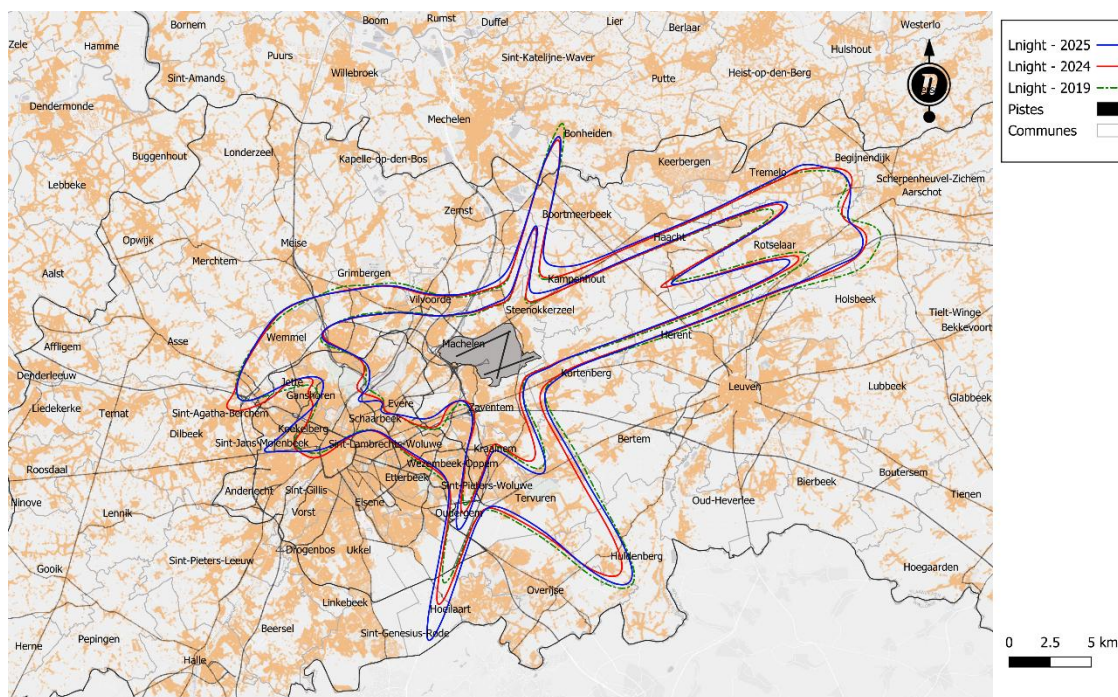 Bornem
Boom
Rumst
Duffel
Lier
Berlaar
Westerlo
Zele
Hamme
Puurs
Sint-Katelijne-Waver
Hulshout
Sint-Amands
Willebroek
Putte
Heist-op-den-Berg
Dendermonde
Mechelen
Bonheiden
Buggenhout
Londerzeel
Kapelle-op-den-Bos
Keerbergen
Begijnendijk
Tremelo
Scherpenheuvel-Zichem
Aarschot
Lebbeke
Zemst
Boortmeerbeek
Opwijk
Meise
Haacht
Rotselaar
Merchtem
Aalst
Grimbergen
Kampenhout
Vilvoorde
Holsbeek
Steenokkerzeel
Tielt-Winge
Bekkevoort
Affligem
Asse
Wemmel
Machelen
Herent
Denderleeuw
Jette
Ganshoren
Kortenberg
Leuven
Lubbeek
Glabbeek
Liedekerke
Ternat
Sint-Agatha-Berchem
Evere
Zaventem
Schaarbeek
Koekelberg
Dilbeek
Sint-Jans-Molenbeek
Sint-Lambrechts-Woluwe
Kraainem
Bertem
Roosdaal
Wezembeek-Oppem
Etterbeek
Boutersem
Anderlecht
Sint-Gillis
Sint-Pieters-Woluwe
Bierbeek
Tienen
Ninove
Elsene
Tervuren
Oud-Heverlee
Lennik
Vorst
Oudergem
Drogenbos
Ukkel
Huldenberg
Sint-Pieters-Leeuw
Hoegaarden
Gooik
Overijse
Linkebeek
Hoeilaart
Beersel
Sint-Genesius-Rode
Herne
Pepingen
Halle
Lnight - 2025
Lnight - 2024
Lnight - 2019
Pistes
Communes
0 2.5 5 km